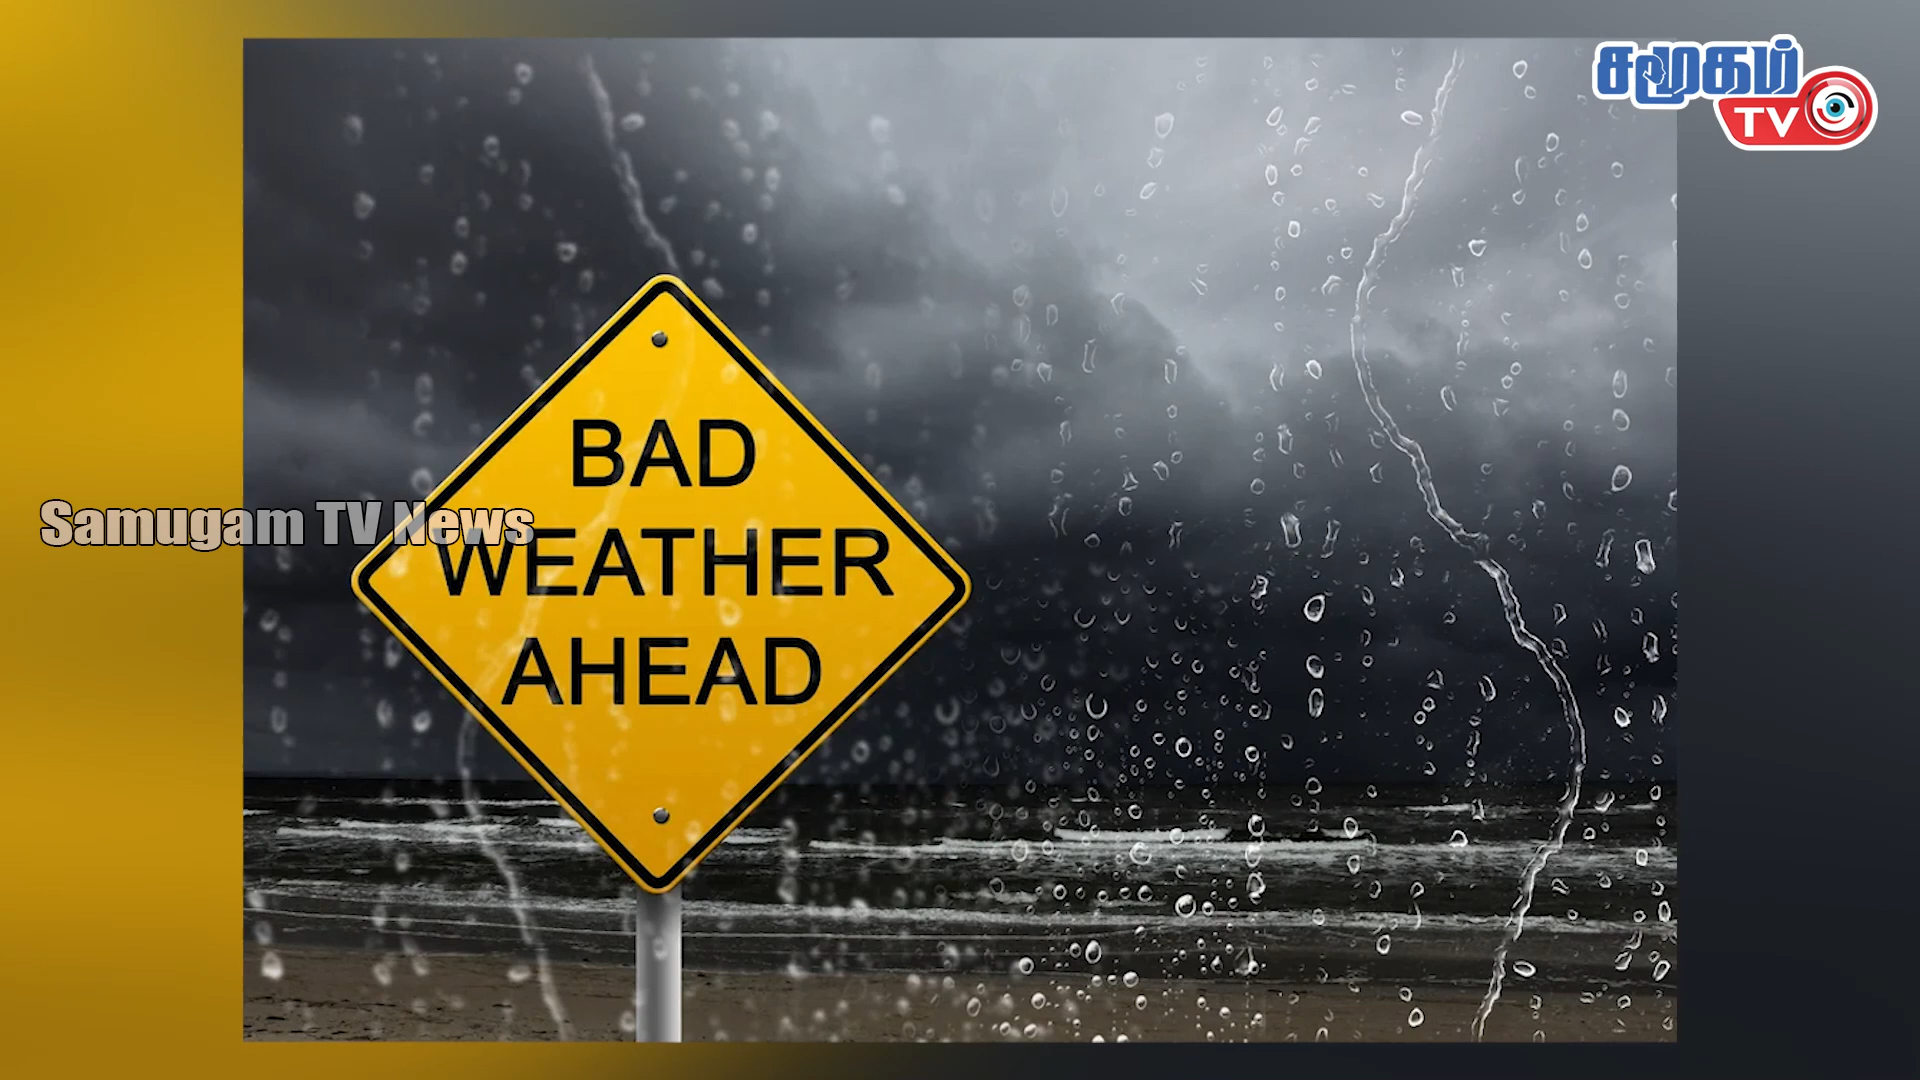 சமூகம்
TV
BAD
Samugam TV News
WEATHER
AHEAD